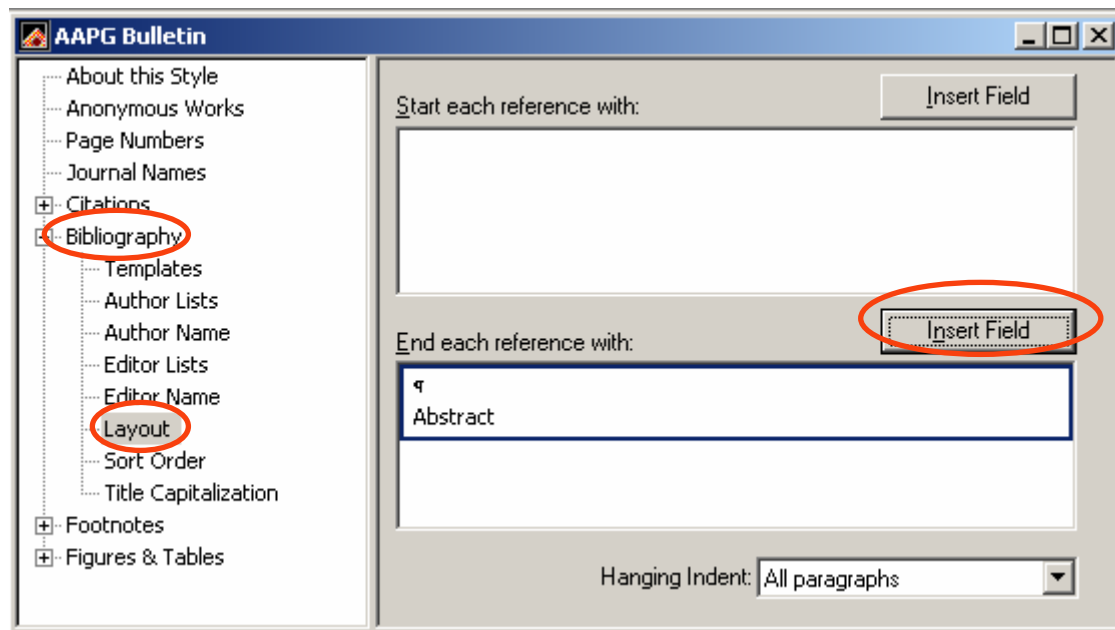 AAPG Bulletin
About this Style
Anonymous Works
Page Numbers
Journal Names
Citations
Bibliography
Templates
Author Lists
Author Name
Editor Lists
Editor Name
Layout
Sort Order
Title Capitalization
Footnotes
Figures & Tables
Start each reference with:
Insert Field
End each reference with:
Insert Field
¶
Abstract
Hanging Indent: All paragraphs